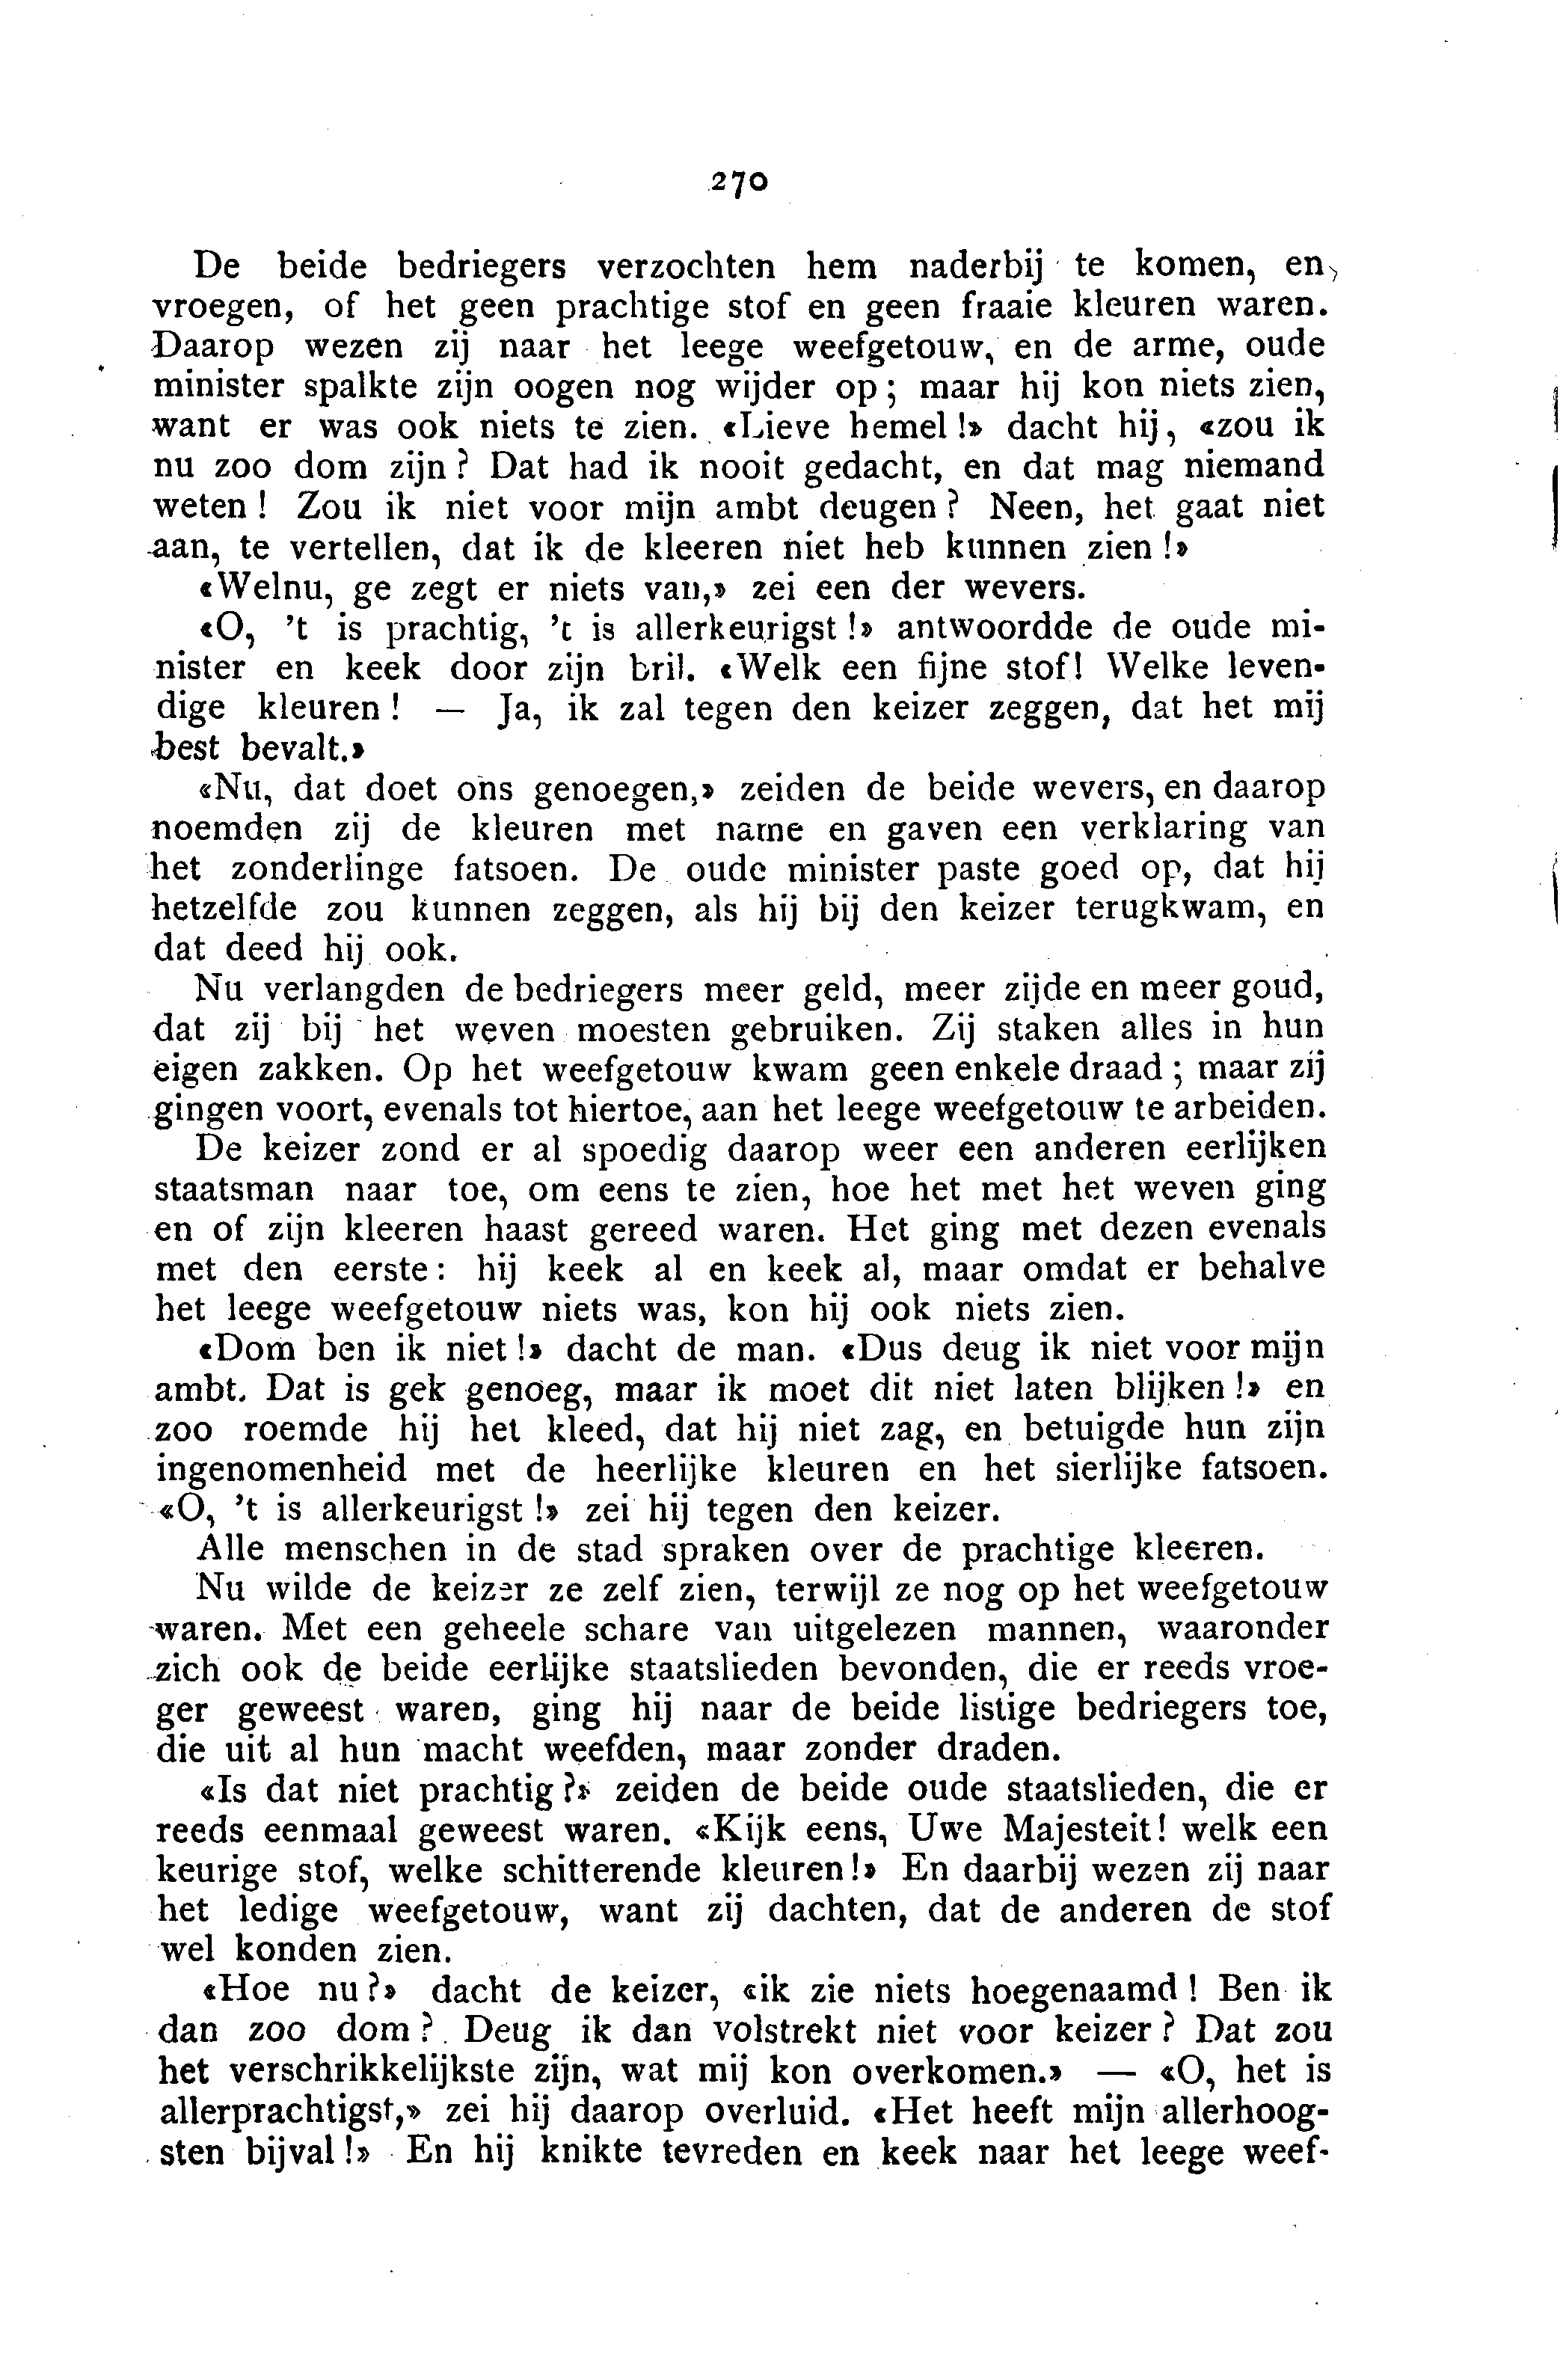 270
De beide bedriegers verzochten hem naderbij te komen, en,
vroegen, of het geen prachtige stof en geen fraaie kleuren waren.
Daarop wezen zij naar het leege weefgetouw, en de arme, oude
minister spalkte zijn oogen nog wijder op; maar hij kon niets zien,
want er was ook niets te zien. «Lieve hemel!» dacht hij, «zou ik
nu zoo dom zijn? Dat had ik nooit gedacht, en dat mag niemand
weten! Zou ik niet voor mijn ambt deugen? Neen, het gaat niet
aan, te vertellen, dat ik de kleeren niet heb kunnen zien!»
«Welnu, ge zegt er niets van,» zei een der wevers.
«O, 't is prachtig, 't is allerkeurigst!» antwoordde de oude mi-
nister en keek door zijn bril. «Welk een fijne stof! Welke leven-
dige kleuren! — Ja, ik zal tegen den keizer zeggen, dat het mij
best bevalt.»
«Nu, dat doet ons genoegen,» zeiden de beide wevers, en daarop
noemden zij de kleuren met name en gaven een verklaring van
het zonderlinge fatsoen. De oude minister paste goed op, dat hij
hetzelfde zou kunnen zeggen, als hij bij den keizer terugkwam, en
dat deed hij ook.
Nu verlangden de bedriegers meer geld, meer zijde en meer goud,
dat zij bij het weven moesten gebruiken. Zij staken alles in hun
eigen zakken. Op het weefgetouw kwam geen enkele draad; maar zij
gingen voort, evenals tot hiertoe, aan het leege weefgetouw te arbeiden.
De keizer zond er al spoedig daarop weer een anderen eerlijken
staatsman naar toe, om eens te zien, hoe het met het weven ging
en of zijn kleeren haast gereed waren. Het ging met dezen evenals
met den eerste: hij keek al en keek al, maar omdat er behalve
het leege weefgetouw niets was, kon hij ook niets zien.
«Dom ben ik niet!» dacht de man. «Dus deug ik niet voor mijn
ambt. Dat is gek genoeg, maar ik moet dit niet laten blijken!» en
zoo roemde hij het kleed, dat hij niet zag, en betuigde hun zijn
ingenomenheid met de heerlijke kleuren en het sierlijke fatsoen.
«O, 't is allerkeurigst!» zei hij tegen den keizer.
Alle menschen in de stad spraken over de prachtige kleeren.
Nu wilde de keizer ze zelf zien, terwijl ze nog op het weefgetouw
waren. Met een geheele schare van uitgelezen mannen, waaronder
zich ook de beide eerlijke staatslieden bevonden, die er reeds vroe-
ger geweest waren, ging hij naar de beide listige bedriegers toe,
die uit al hun macht weefden, maar zonder draden.
«Is dat niet prachtig?» zeiden de beide oude staatslieden, die er
reeds eenmaal geweest waren. «Kijk eens, Uwe Majesteit! welk een
keurige stof, welke schitterende kleuren!» En daarbij wezen zij naar
het ledige weefgetouw, want zij dachten, dat de anderen de stof
wel konden zien.
«Hoe nu?» dacht de keizer, «ik zie niets hoegenaamd! Ben ik
dan zoo dom? Deug ik dan volstrekt niet voor keizer? Dat zou
het verschrikkelijkste zijn, wat mij kon overkomen.» — «O, het is
allerprachtigst,» zei hij daarop overluid. «Het heeft mijn allerhoog-
sten bijval!» En hij knikte tevreden en keek naar het leege weef-